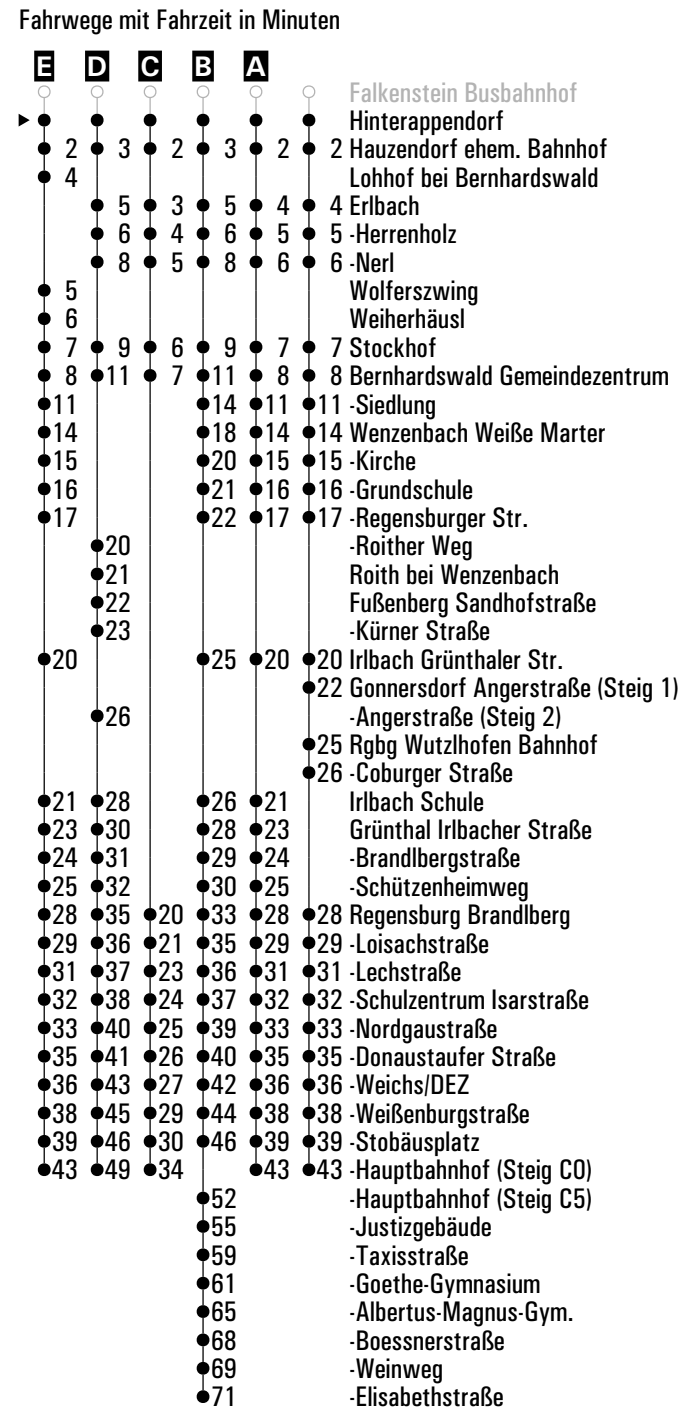 Fahrwege mit Fahrzeit in Minuten
E D C B A
Falkenstein Busbahnhof
Hinterappendorf
2 3 2 3 2 2 Hauzendorf ehem. Bahnhof
4 Lohhof bei Bernhardswald
5 3 5 4 4 Erlbach
6 4 6 5 5 -Herrenholz
8 5 8 6 6 -Nerl
5 Wolferszwing
6 Weiherhäusl
7 9 6 9 7 7 Stockhof
8 11 7 11 8 8 Bernhardswald Gemeindezentrum
11 14 11 11 -Siedlung
14 18 14 14 Wenzenbach Weiße Marter
15 20 15 15 -Kirche
16 21 16 16 -Grundschule
17 22 17 17 -Regensburger Str.
20 -Roither Weg
21 Roith bei Wenzenbach
22 Fußenberg Sandhofstraße
23 -Kürner Straße
20 25 20 20 Irlbach Grünthaler Str.
22 Gonnersdorf Angerstraße (Steig 1)
26 -Angerstraße (Steig 2)
25 Rgbg Wutzlhofen Bahnhof
26 -Coburger Straße
21 28 26 21 Irlbach Schule
23 30 28 23 Grünthal Irlbacher Straße
24 31 29 24 -Brandlbergstraße
25 32 30 25 -Schützenheimweg
28 35 20 33 28 28 Regensburg Brandlberg
29 36 21 35 29 29 -Loisachstraße
31 37 23 36 31 31 -Lechstraße
32 38 24 37 32 32 -Schulzentrum Isarstraße
33 40 25 39 33 33 -Nordgaustraße
35 41 26 40 35 35 -Donaustaufer Straße
36 43 27 42 36 36 -Weichs/DEZ
38 45 29 44 38 38 -Weißenburgstraße
39 46 30 46 39 39 -Stobäusplatz
43 49 34 43 43 -Hauptbahnhof (Steig C0)
52 -Hauptbahnhof (Steig C5)
55 -Justizgebäude
59 -Taxisstraße
61 -Goethe-Gymnasium
65 -Albertus-Magnus-Gym.
68 -Boessnerstraße
69 -Weinweg
71 -Elisabethstraße